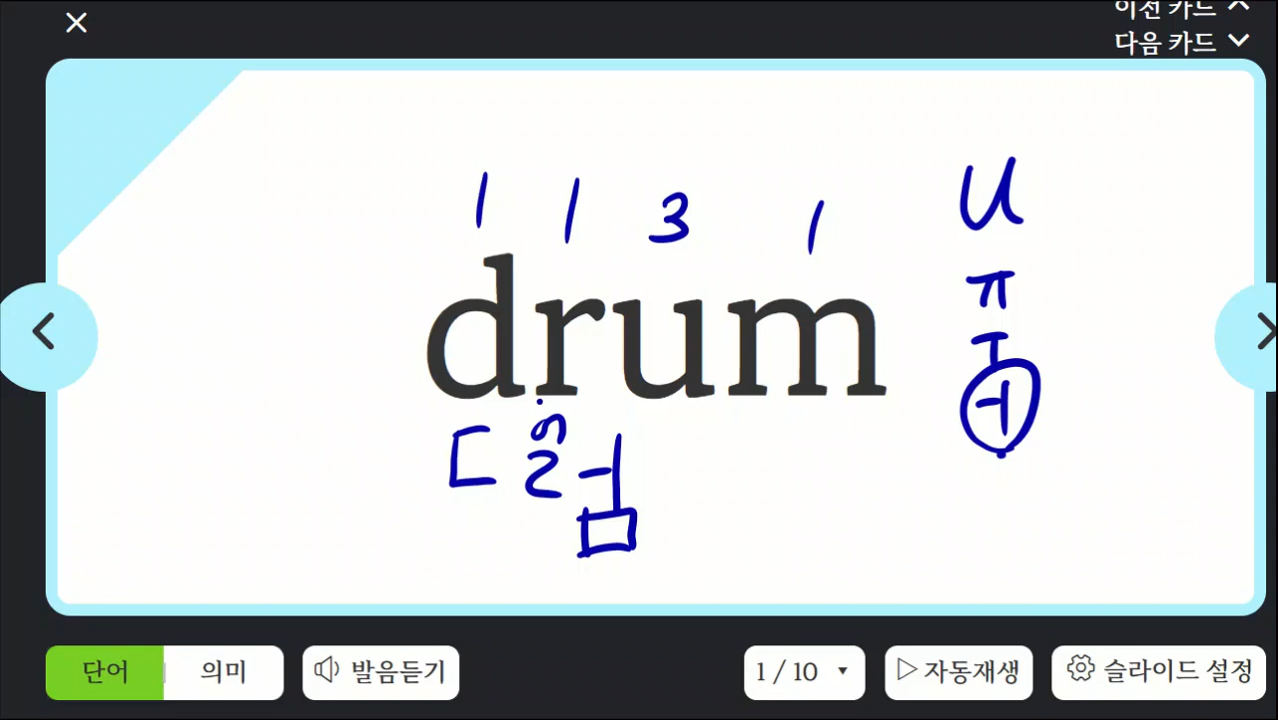 이전 카드
다음 카드
1 1 3 1
drum
ㄷ ㄹ ㅓ
ㅁ
u
ㅠ
ㅜ
ㅓ
단어 의미 발음듣기 1 / 10 자동재생 슬라이드 설정